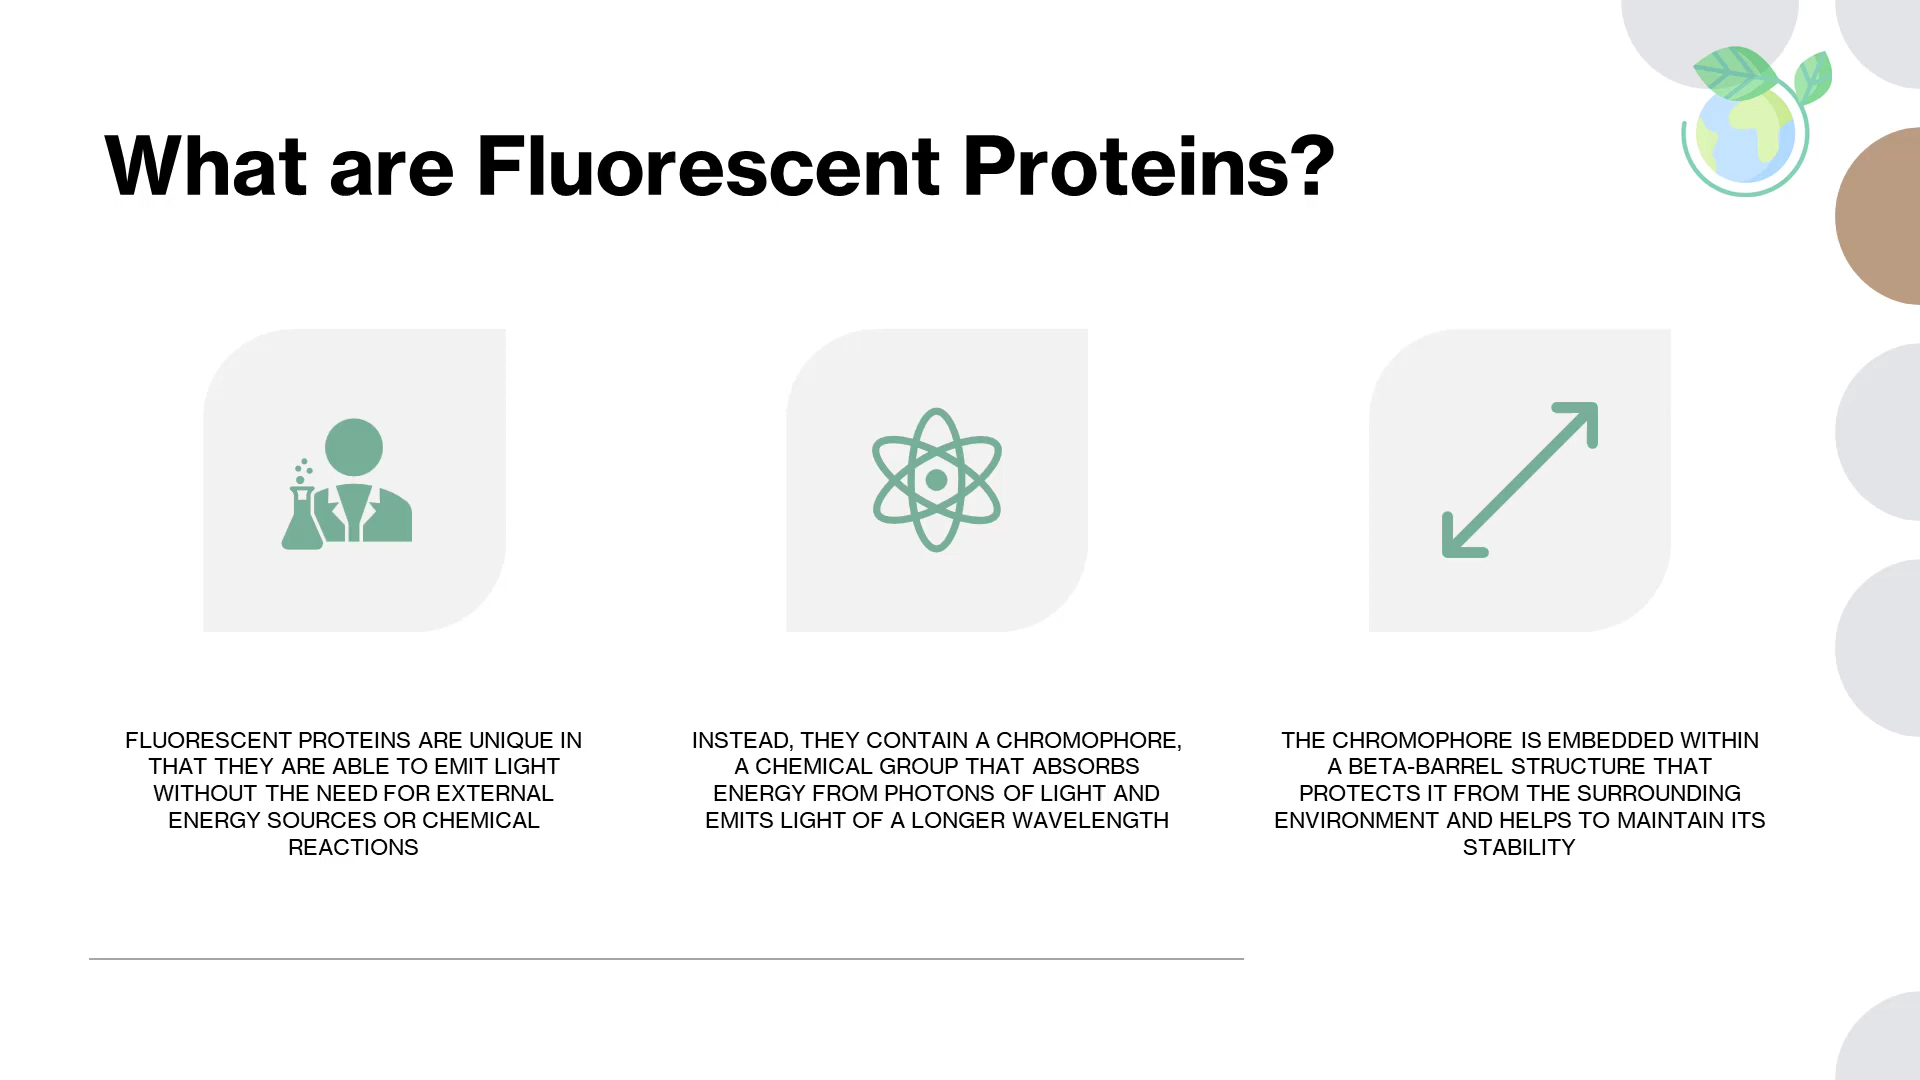 What are Fluorescent Proteins?
FLUORESCENT PROTEINS ARE UNIQUE IN
THAT THEY ARE ABLE TO EMIT LIGHT
WITHOUT THE NEED FOR EXTERNAL
ENERGY SOURCES OR CHEMICAL
REACTIONS
INSTEAD, THEY CONTAIN A CHROMOPHORE,
A CHEMICAL GROUP THAT ABSORBS
ENERGY FROM PHOTONS OF LIGHT AND
EMITS LIGHT OF A LONGER WAVELENGTH
THE CHROMOPHORE IS EMBEDDED WITHIN
A BETA-BARREL STRUCTURE THAT
PROTECTS IT FROM THE SURROUNDING
ENVIRONMENT AND HELPS TO MAINTAIN ITS
STABILITY